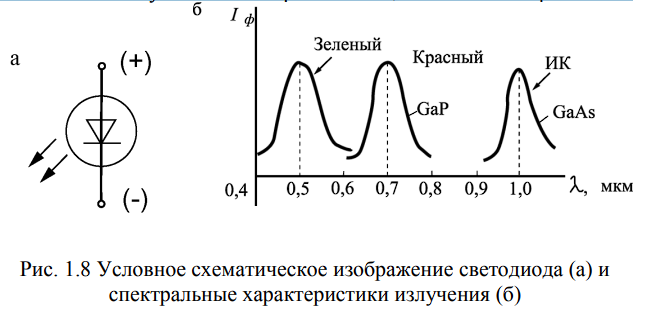 а
(+)
(-)
б
I ф
Зеленый
Красный
ИК
GaP
GaAs
0,4
0,5 0,6 0,7 0,8 0,9 1,0 λ, мкм
Рис. 1.8 Условное схематическое изображение светодиода (а) и
спектральные характеристики излучения (б)